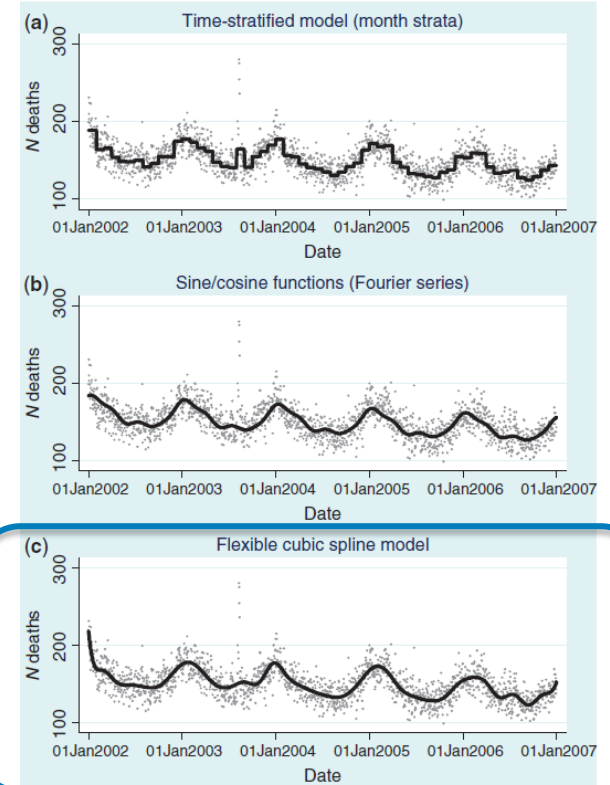 (a) Time-stratified model (month strata)
300
200
100
N deaths
01Jan2002 01Jan2003 01Jan2004 01Jan2005 01Jan2006 01Jan2007
Date
(b) Sine/cosine functions (Fourier series)
300
200
100
N deaths
01Jan2002 01Jan2003 01Jan2004 01Jan2005 01Jan2006 01Jan2007
Date
(c) Flexible cubic spline model
300
200
100
N deaths
01Jan2002 01Jan2003 01Jan2004 01Jan2005 01Jan2006 01Jan2007
Date